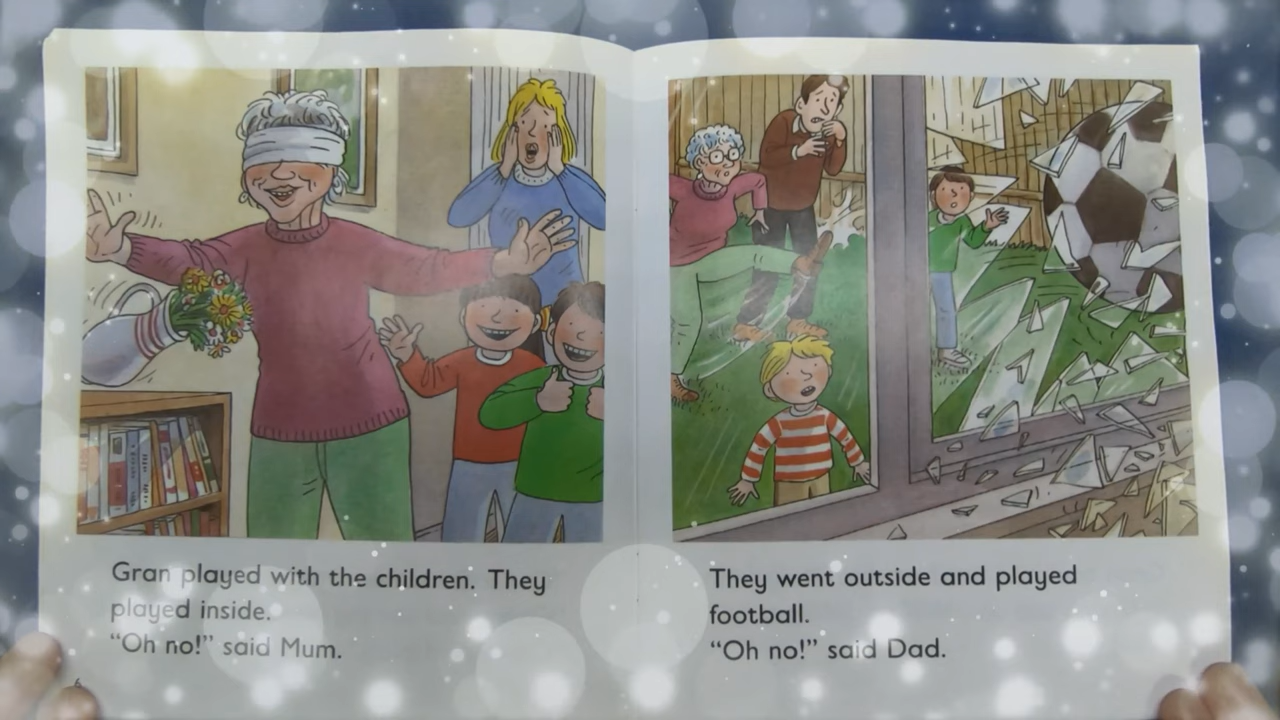 Gran played with the children. They
played inside.
“Oh no!” said Mum.
6
They went outside and played
football.
“Oh no!” said Dad.